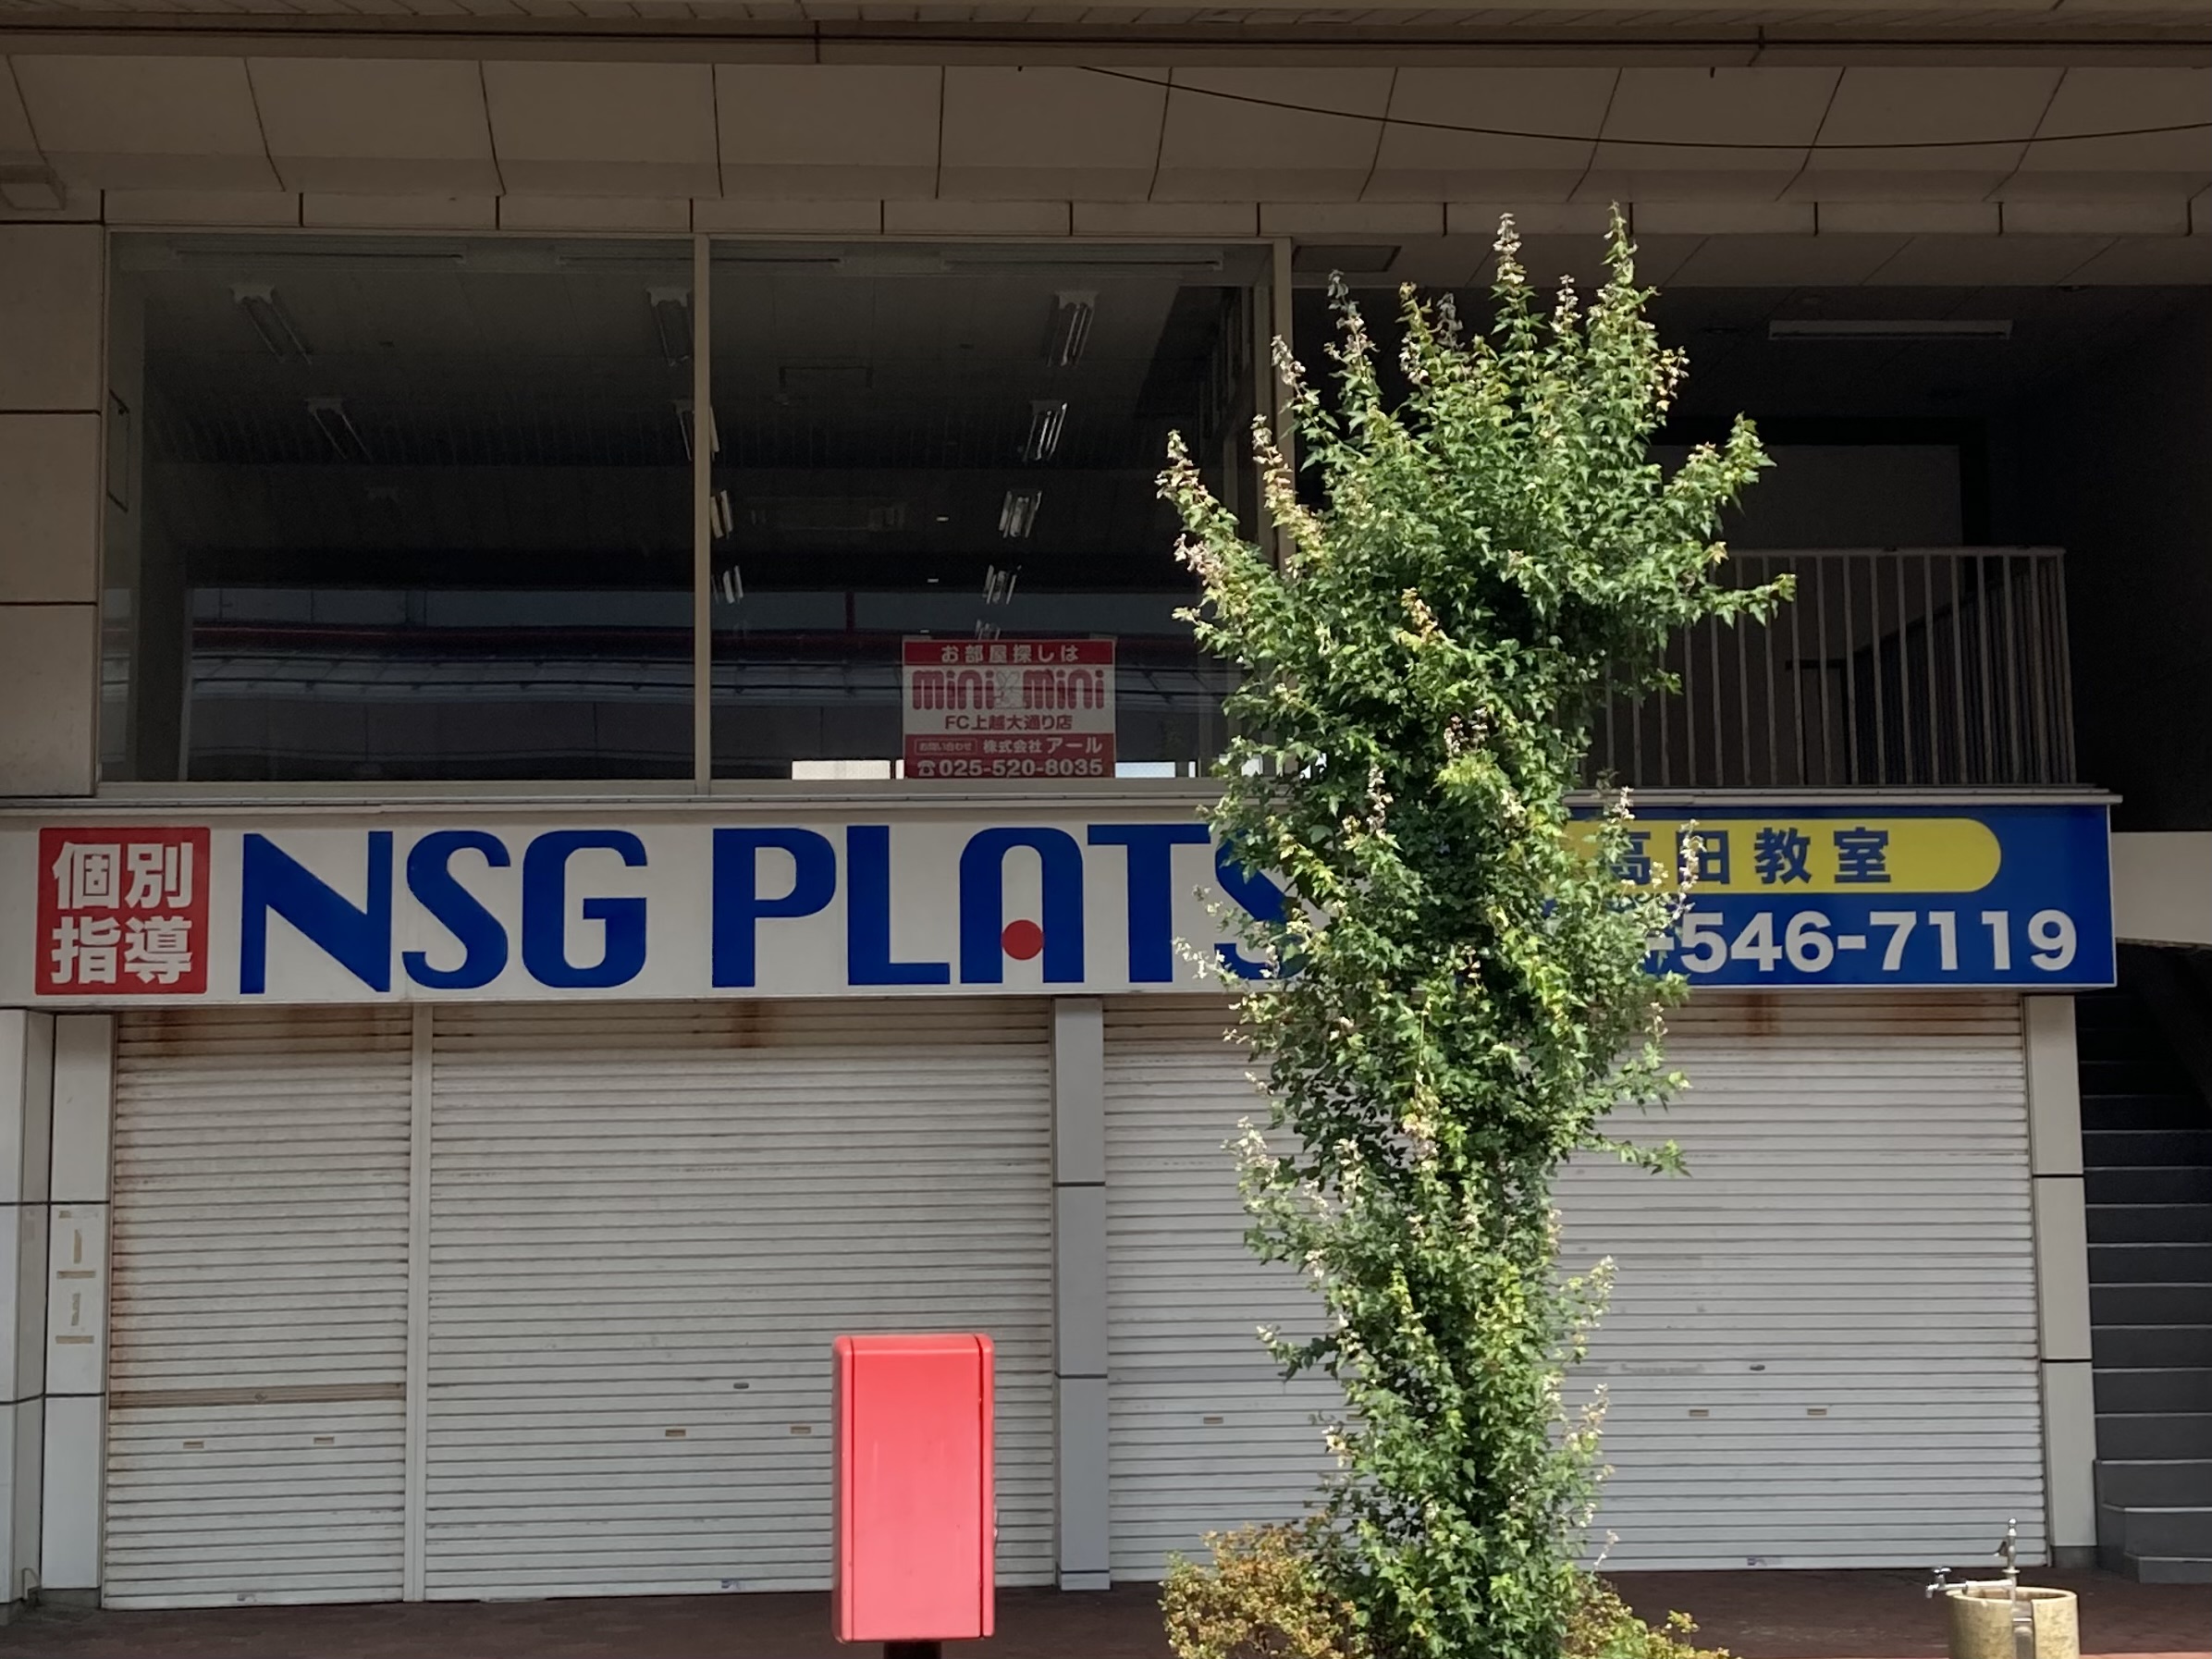 お部屋探しは
mini mini
FC上越大通り店
お問い合わせ 株式会社 アール
☎025-520-8035
個別
指導
NSG PLATS
高田教室
-546-7119